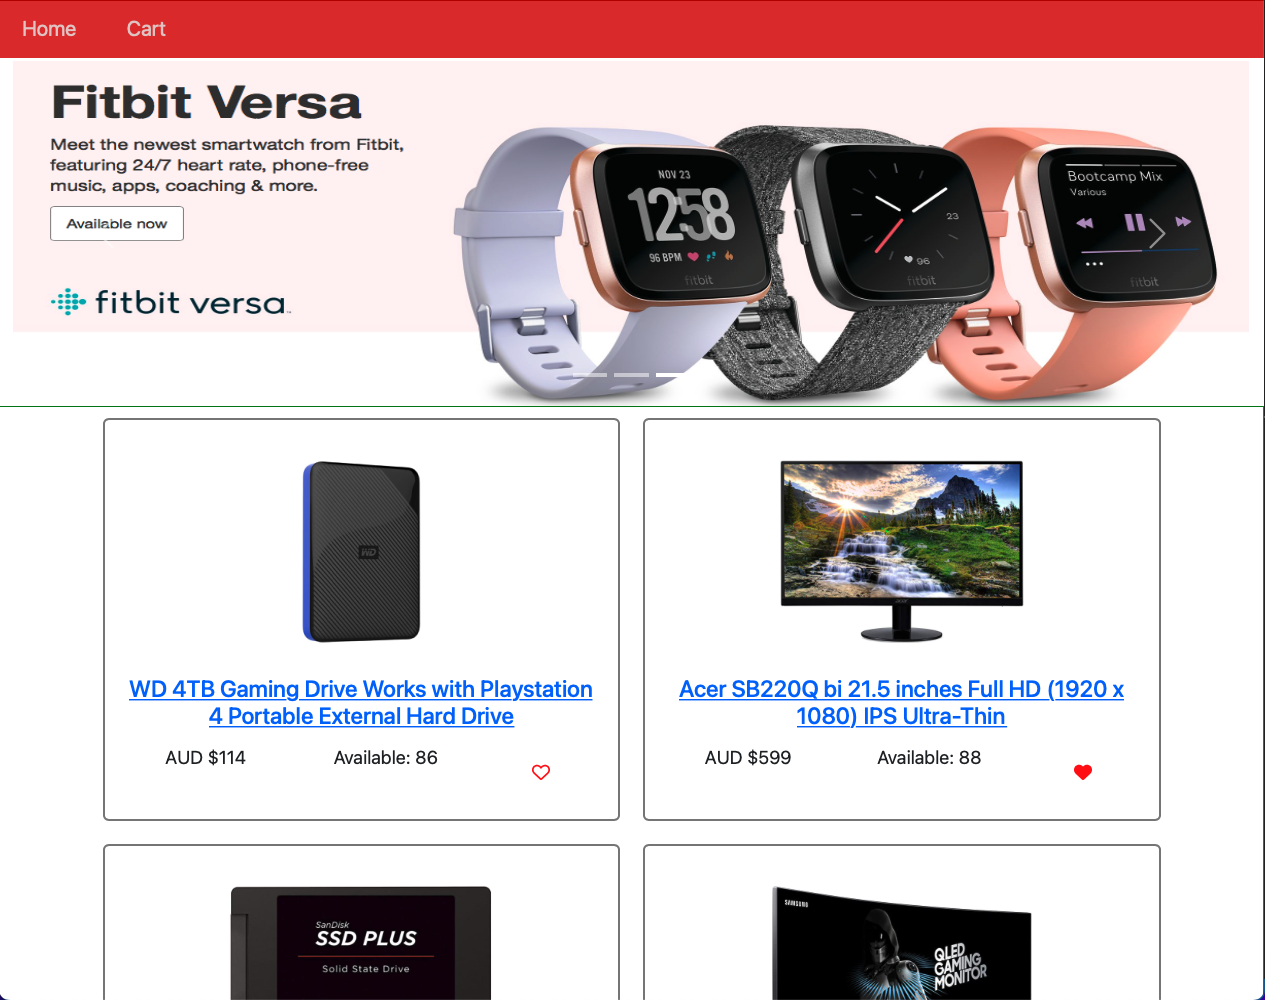 Home Cart
Fitbit Versa
Meet the newest smartwatch from Fitbit,
featuring 24/7 heart rate, phone-free
music, apps, coaching & more.
Available now
fitbit versa™
NOV 23
12:58
96 BPM
fitbit
23
96
fitbit
Bootcamp Mix
Various
fitbit
WD
WD 4TB Gaming Drive Works with Playstation
4 Portable External Hard Drive
AUD $114 Available: 86
acer
Acer SB220Q bi 21.5 inches Full HD (1920 x
1080) IPS Ultra-Thin
AUD $599 Available: 88
SanDisk
SSD PLUS
Solid State Drive
SAMSUNG
QLED
GAMING
MONITOR